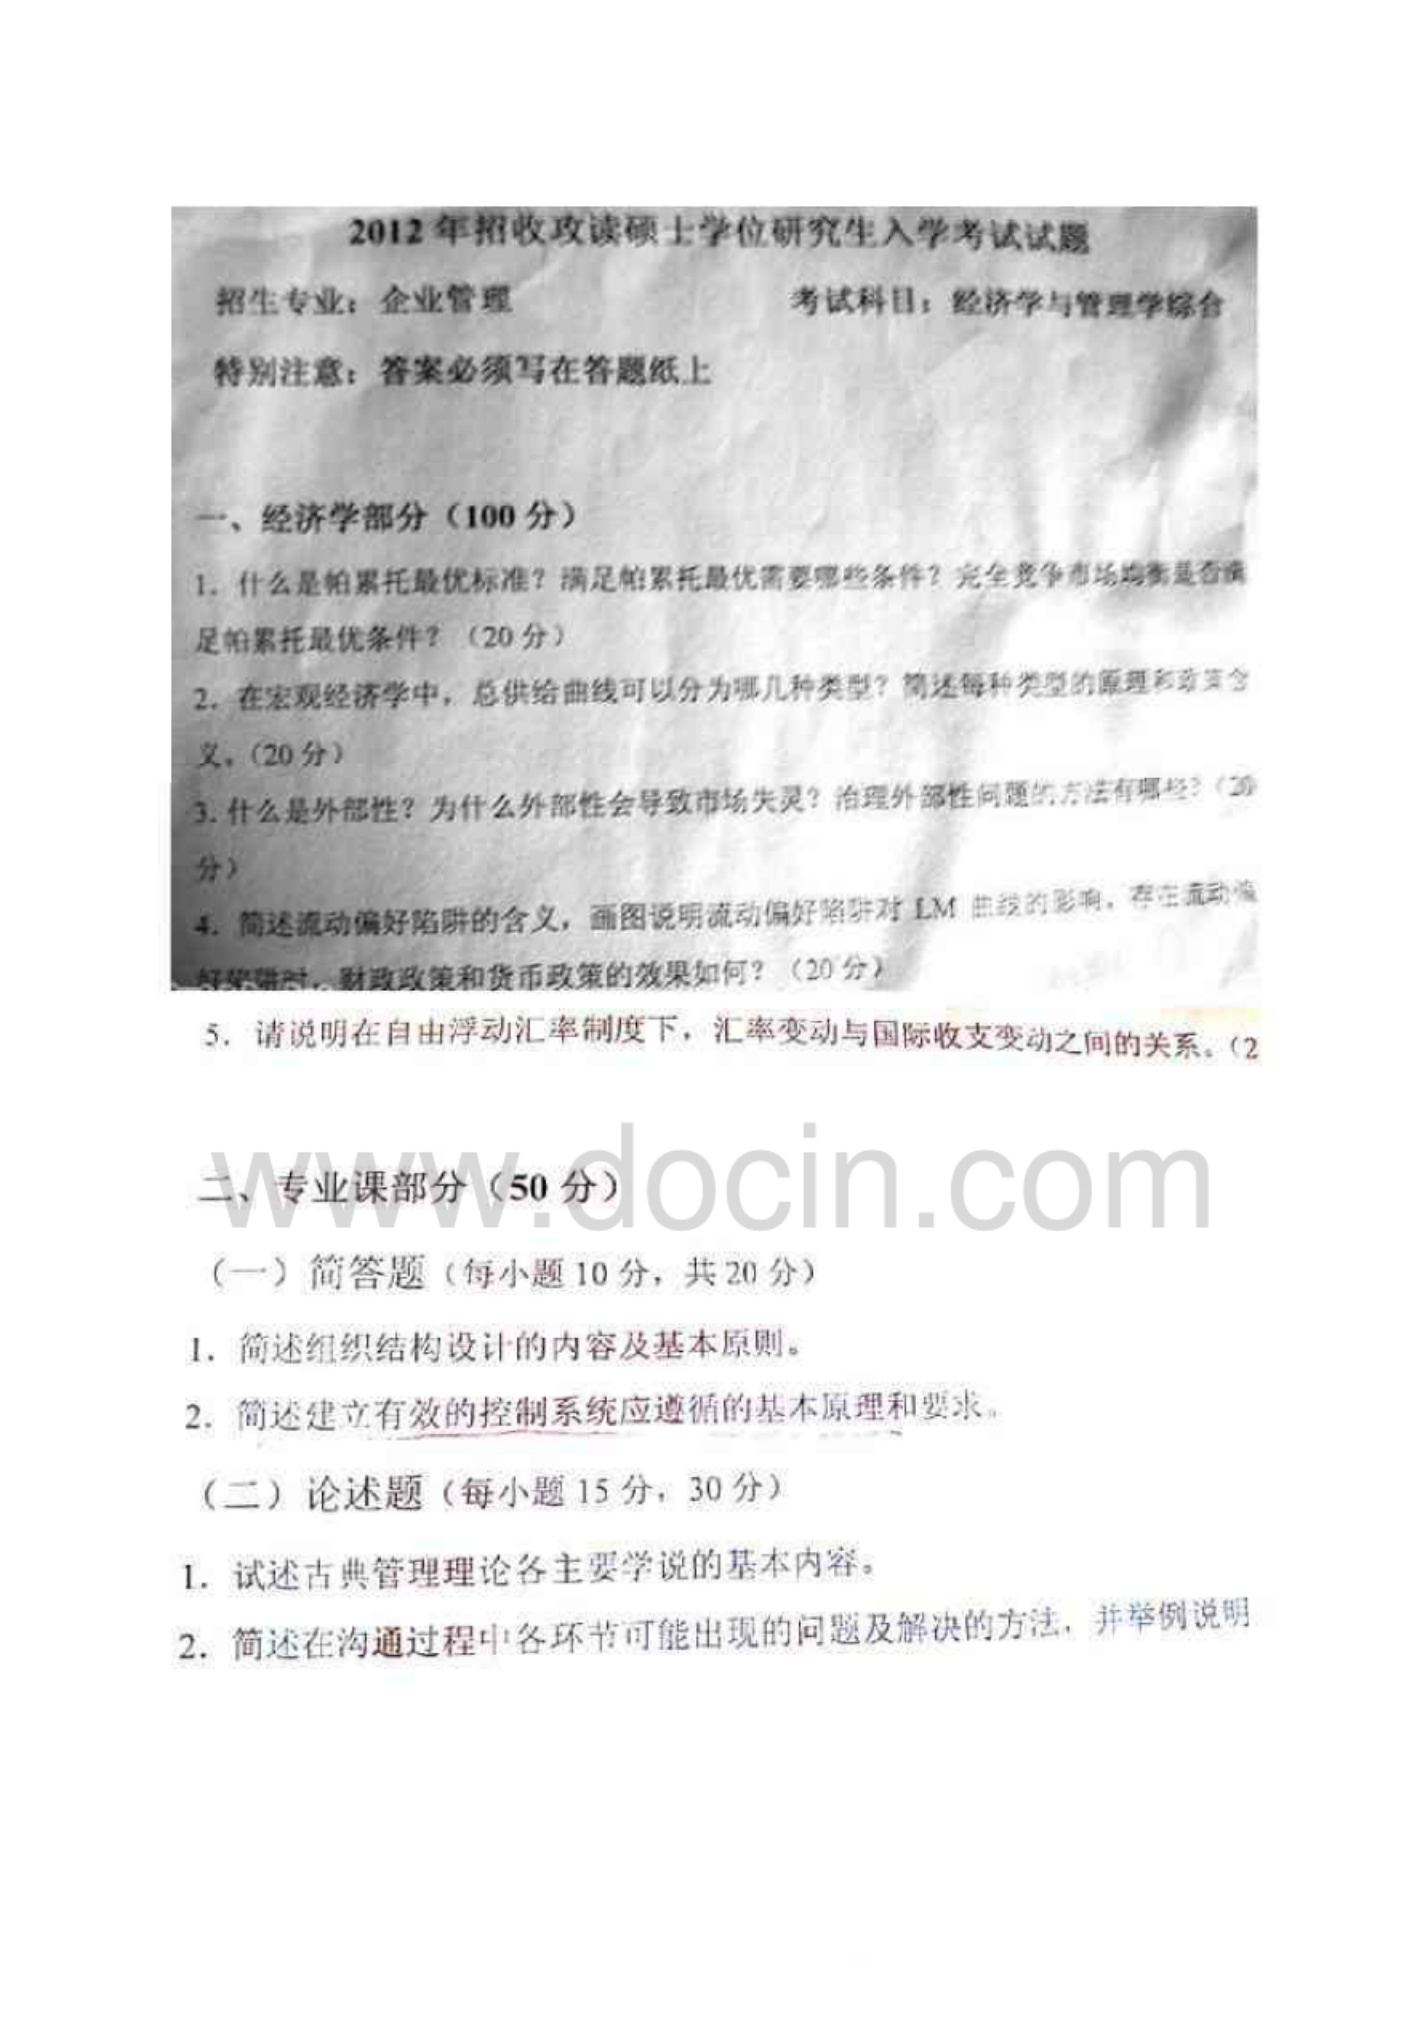 2012年招收攻读硕士学位研究生入学考试试题
招生专业：企业管理 考试科目：经济学与管理学综合
特别注意：答案必须写在答题纸上
一、经济学部分（100分）
1. 什么是帕累托最优标准？满足帕累托最优需要哪些条件？完全竞争市场均衡是否满
足帕累托最优条件？（20分）
2. 在宏观经济学中，总供给曲线可以分为哪几种类型？简述每种类型的原理和政策含
义。（20分）
3. 什么是外部性？为什么外部性会导致市场失灵？治理外部性问题的方法有哪些？（20
分）
4. 简述流动偏好陷阱的含义，画图说明流动偏好陷阱对 LM 曲线的影响。存在流动偏
好陷阱时，财政政策和货币政策的效果如何？（20分）
5. 请说明在自由浮动汇率制度下，汇率变动与国际收支变动之间的关系。（2
www.docin.com
二、专业课部分（50分）
（一）简答题（每小题10分，共20分）
1. 简述组织结构设计的内容及基本原则。
2. 简述建立有效的控制系统应遵循的基本原理和要求。
（二）论述题（每小题15分，30分）
1. 试述古典管理理论各主要学说的基本内容。
2. 简述在沟通过程中各环节可能出现的问题及解决的方法，并举例说明